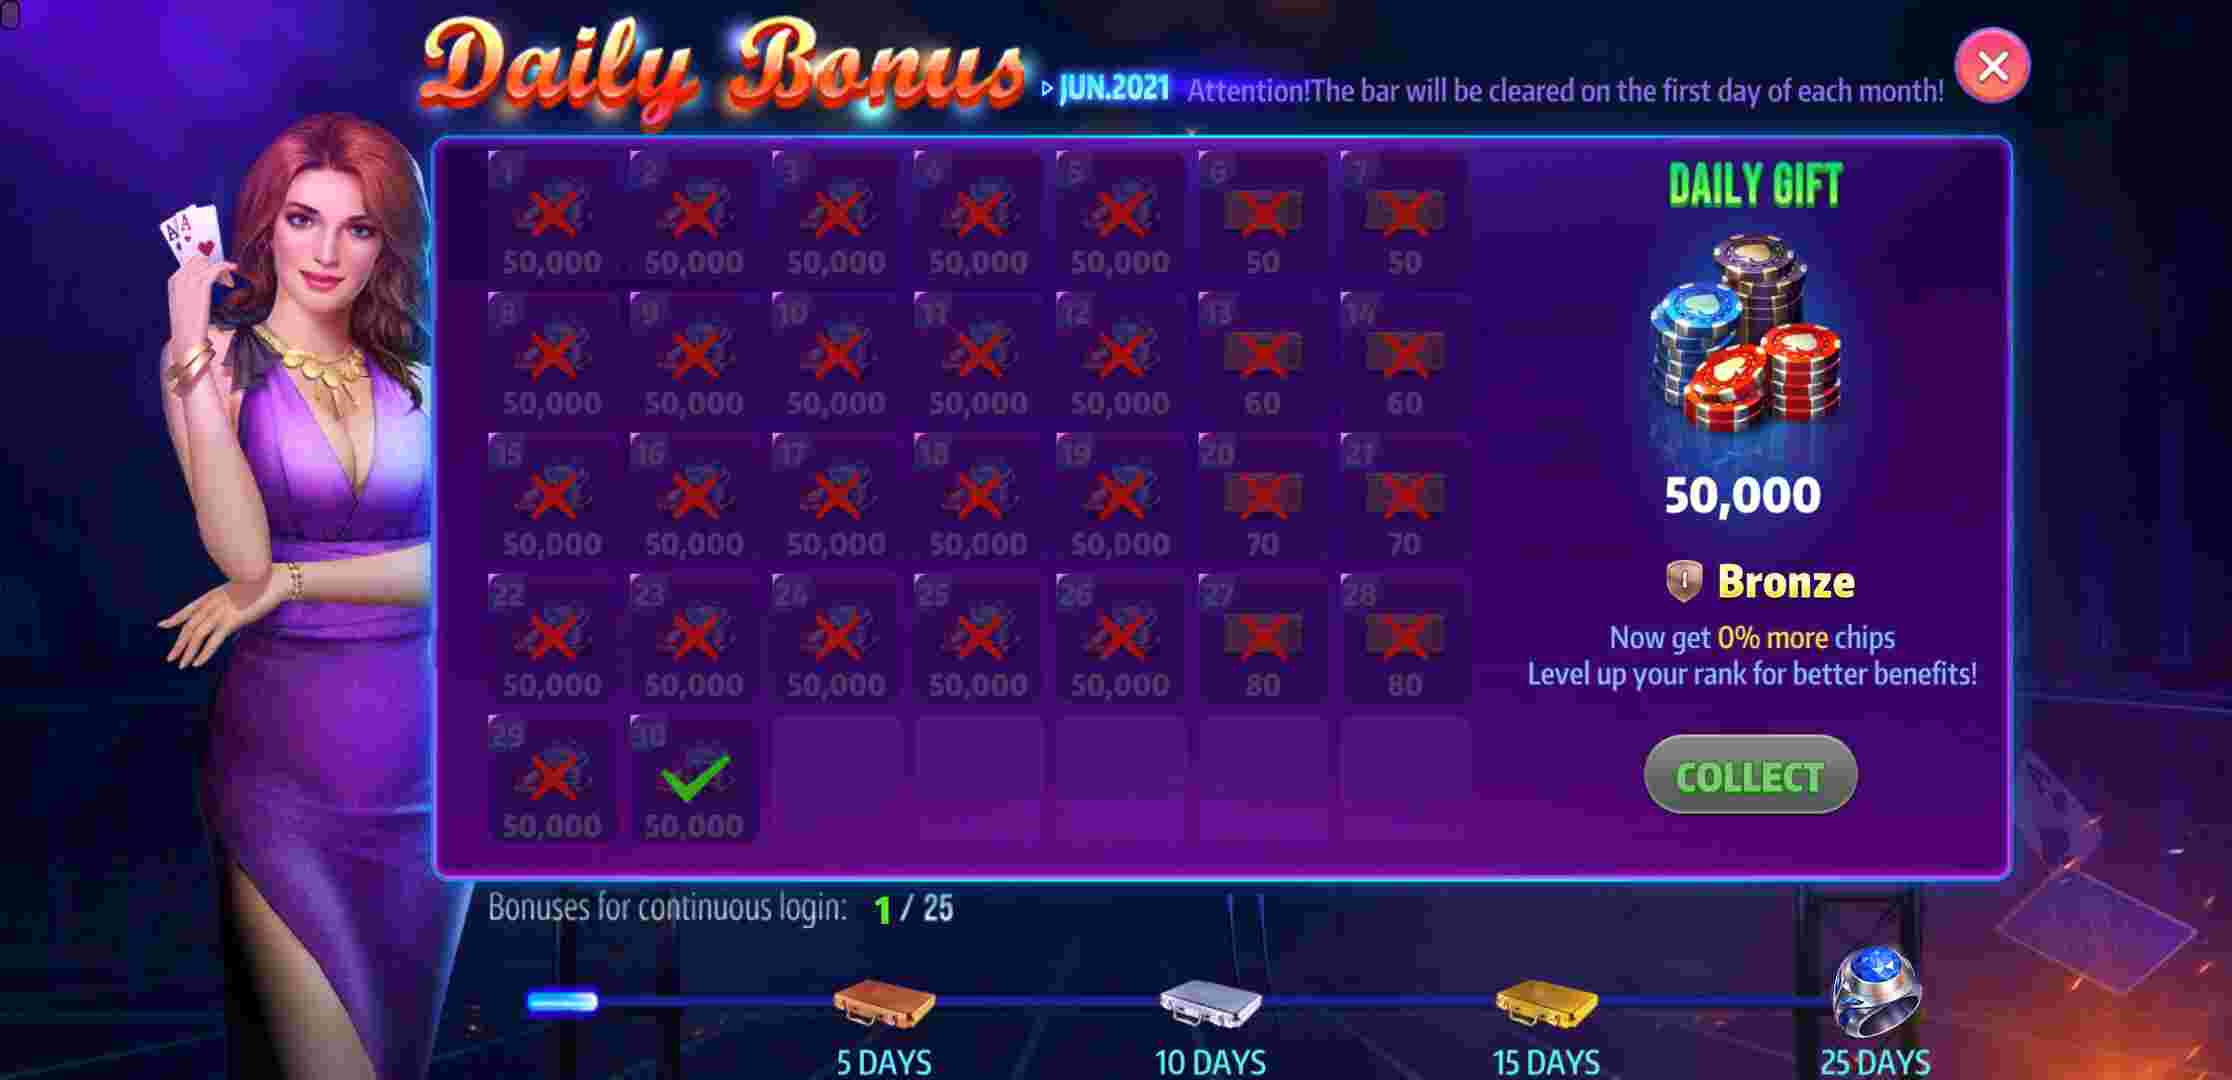 Daily Bonus
JUN.2021 Attention!The bar will be cleared on the first day of each month!
1 2 3 4 5 6 7
50,000 50,000 50,000 50,000 50,000 50 50
8 9 10 11 12 13 14
50,000 50,000 50,000 50,000 50,000 60 60
15 16 17 18 19 20 21
50,000 50,000 50,000 50,000 50,000 70 70
22 23 24 25 26 27 28
50,000 50,000 50,000 50,000 50,000 80 80
29 30
50,000 50,000
DAILY GIFT
50,000
Bronze
Now get 0% more chips
Level up your rank for better benefits!
COLLECT
Bonuses for continuous login: 1 / 25
5 DAYS 10 DAYS 15 DAYS 25 DAYS